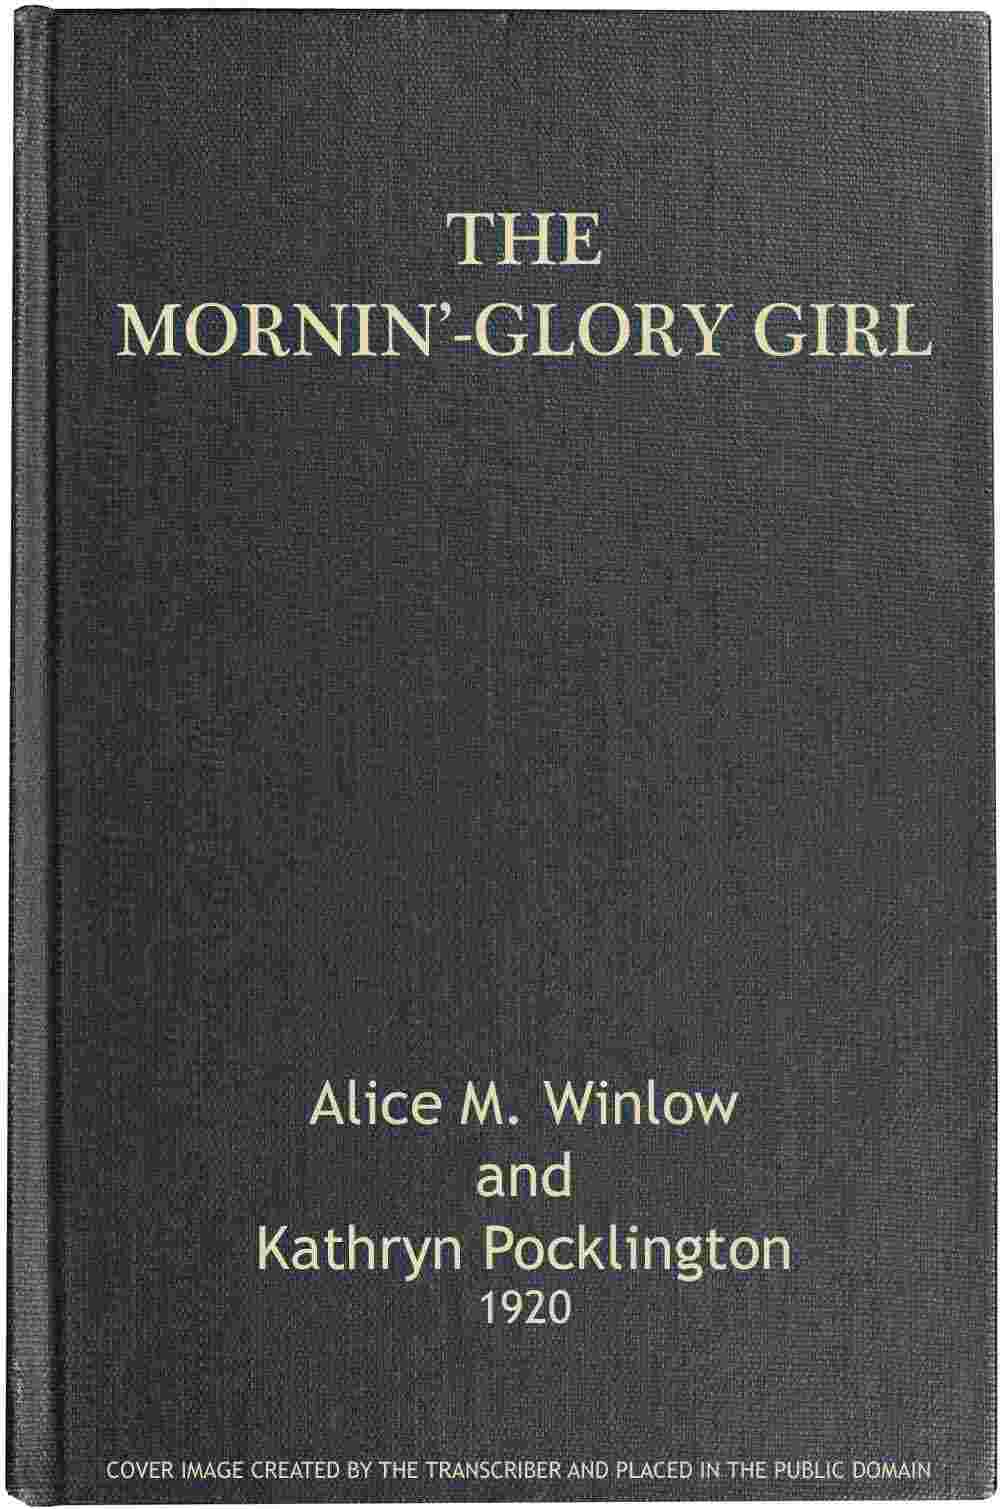 THE
MORNIN’-GLORY GIRL
Alice M. Winlow
and
Kathryn Pocklington
1920
COVER IMAGE CREATED BY THE TRANSCRIBER AND PLACED IN THE PUBLIC DOMAIN